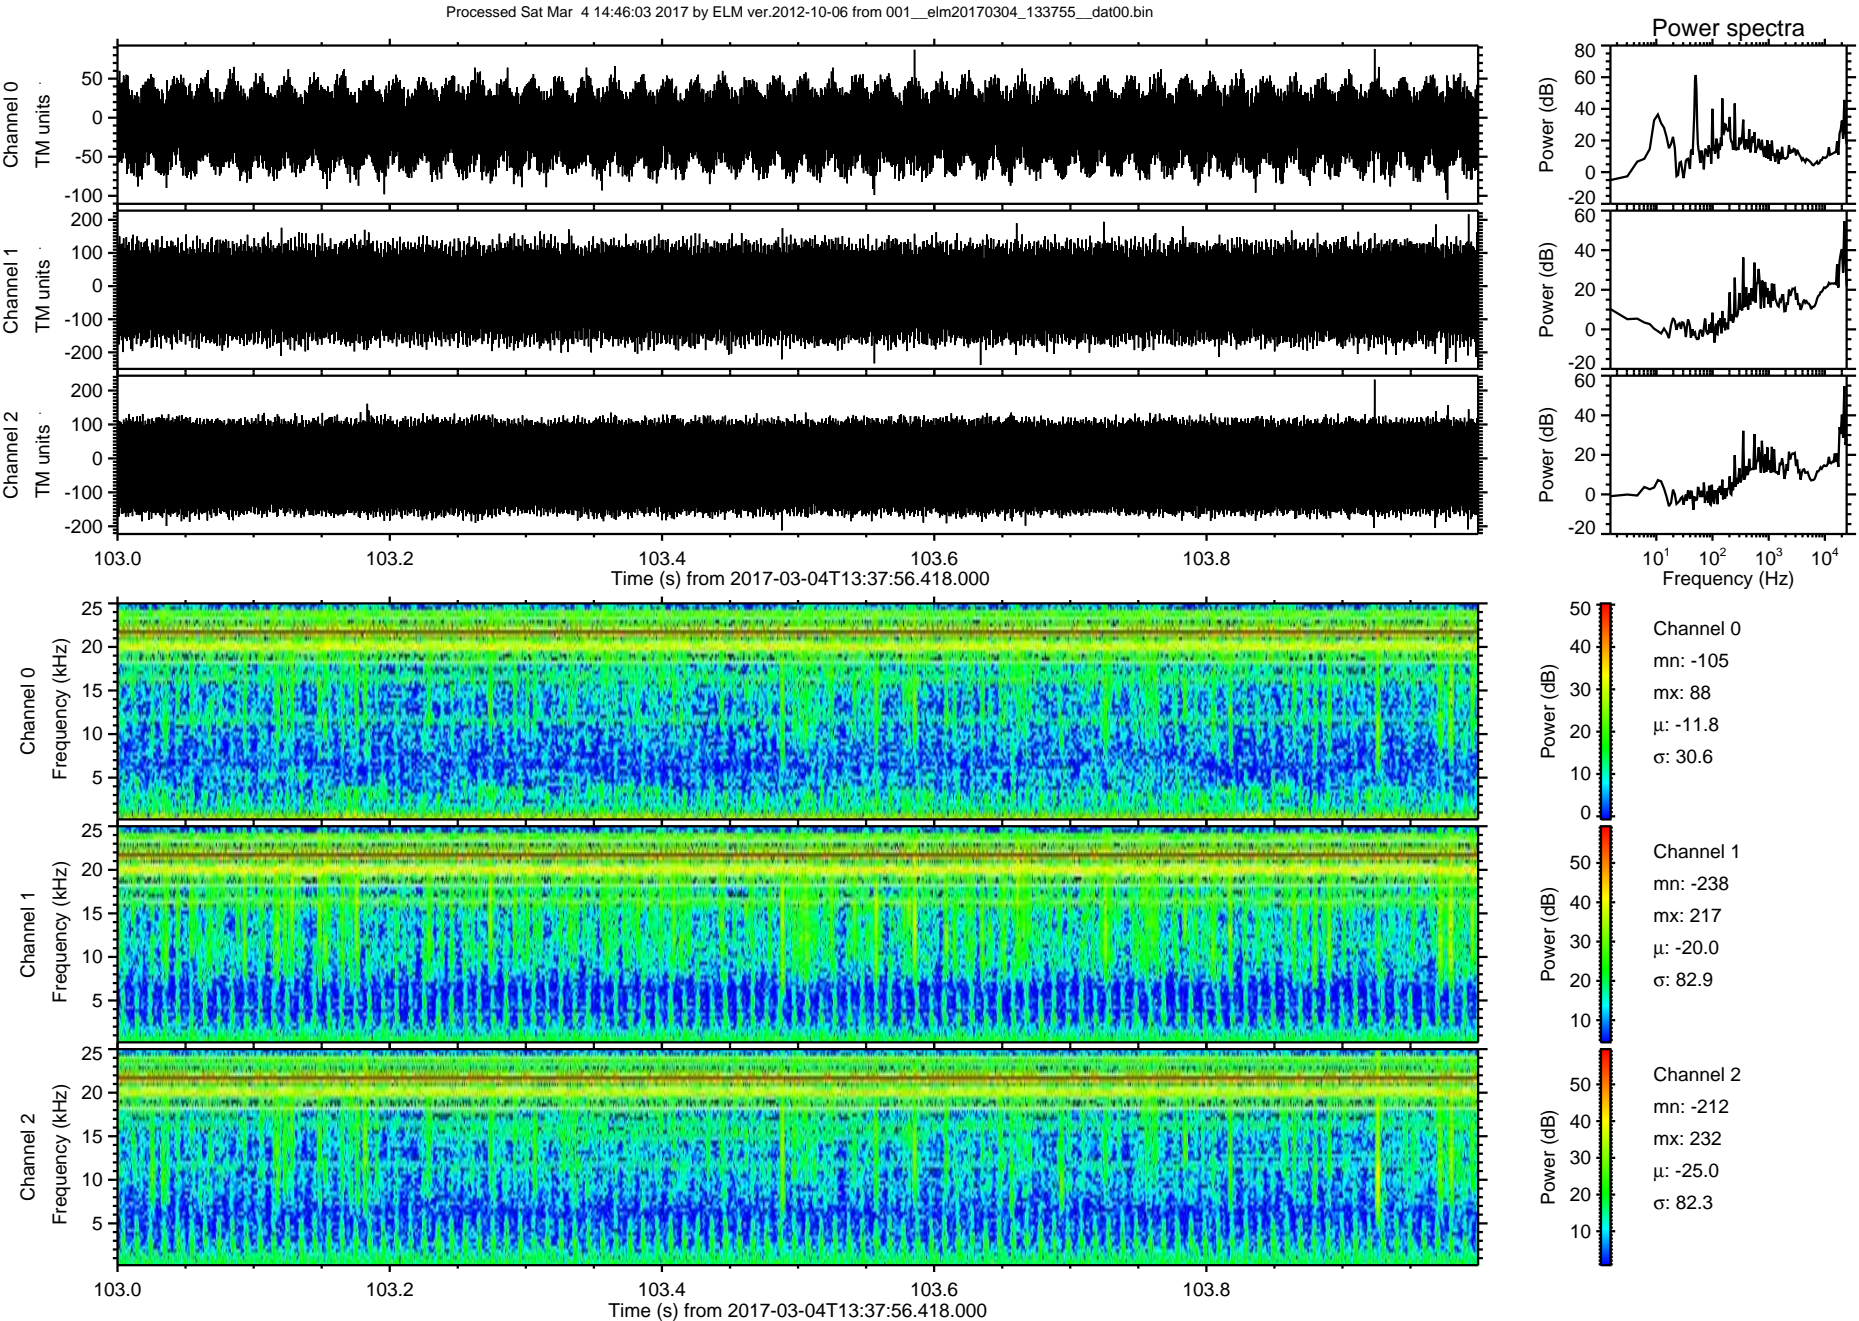 Processed Sat Mar 4 14:46:03 2017 by ELM ver.2012-10-06 from 001__elm20170304_133755__dat00.bin
Power spectra
Channel 0
TM units
50
0
-50
-100
Power (dB)
80
60
40
20
0
-20
Channel 1
TM units
200
100
0
-100
-200
Power (dB)
60
40
20
0
-20
Channel 2
TM units
200
100
0
-100
-200
Power (dB)
60
40
20
0
-20
103.0 103.2 103.4 103.6 103.8
Time (s) from 2017-03-04T13:37:56.418.000
10^1 10^2 10^3 10^4
Frequency (Hz)
Channel 0
Frequency (kHz)
25
20
15
10
5
Power (dB)
50
40
30
20
10
0
Channel 0
mn: -105
mx: 88
μ: -11.8
σ: 30.6
Channel 1
Frequency (kHz)
25
20
15
10
5
Power (dB)
50
40
30
20
10
Channel 1
mn: -238
mx: 217
μ: -20.0
σ: 82.9
Channel 2
Frequency (kHz)
25
20
15
10
5
Power (dB)
50
40
30
20
10
Channel 2
mn: -212
mx: 232
μ: -25.0
σ: 82.3
103.0 103.2 103.4 103.6 103.8
Time (s) from 2017-03-04T13:37:56.418.000